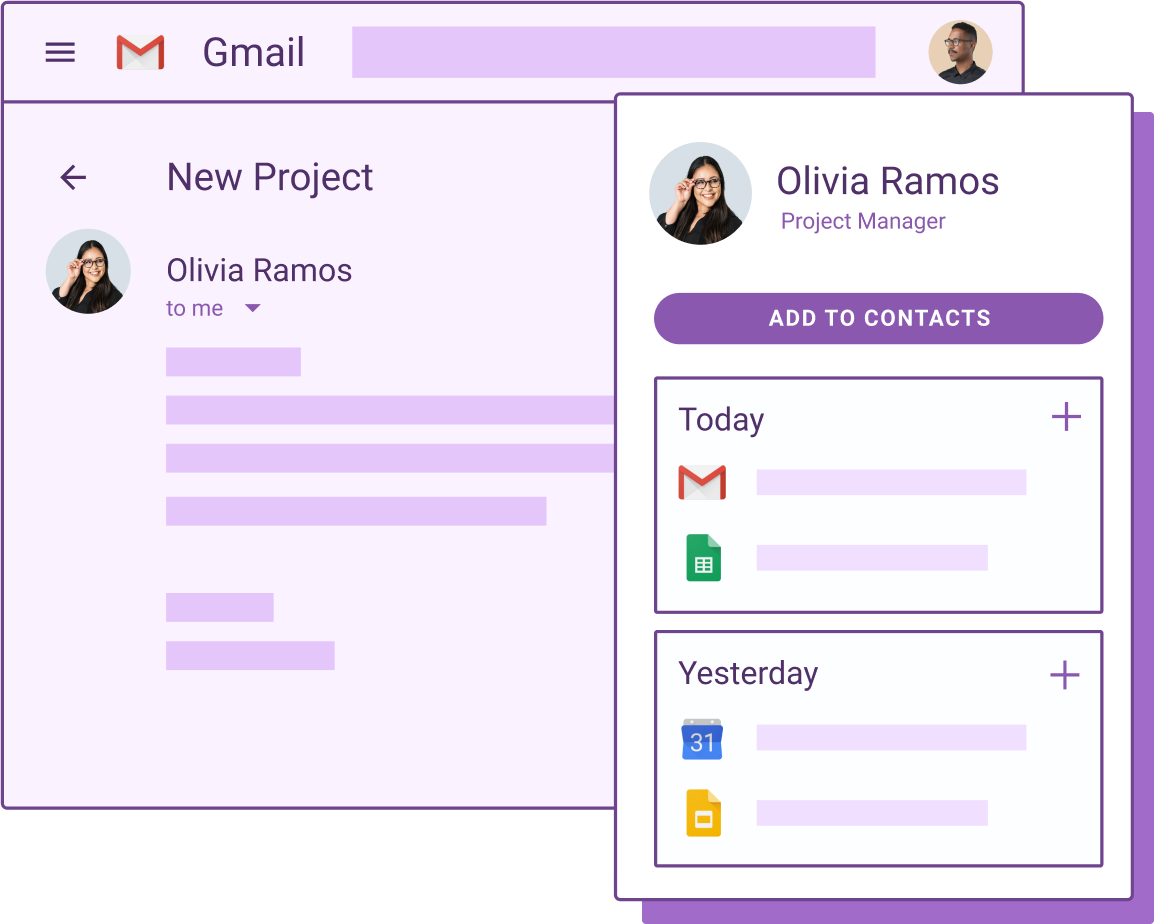 Gmail
New Project
Olivia Ramos
to me
Olivia Ramos
Project Manager
ADD TO CONTACTS
Today
Yesterday
31